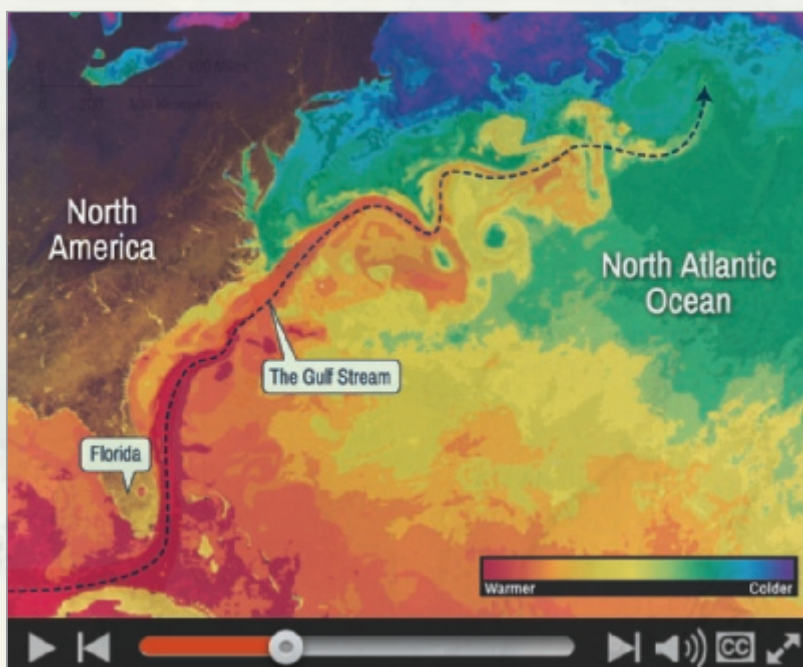 North
America
North Atlantic
Ocean
The Gulf Stream
Florida
Warmer
Colder
CC